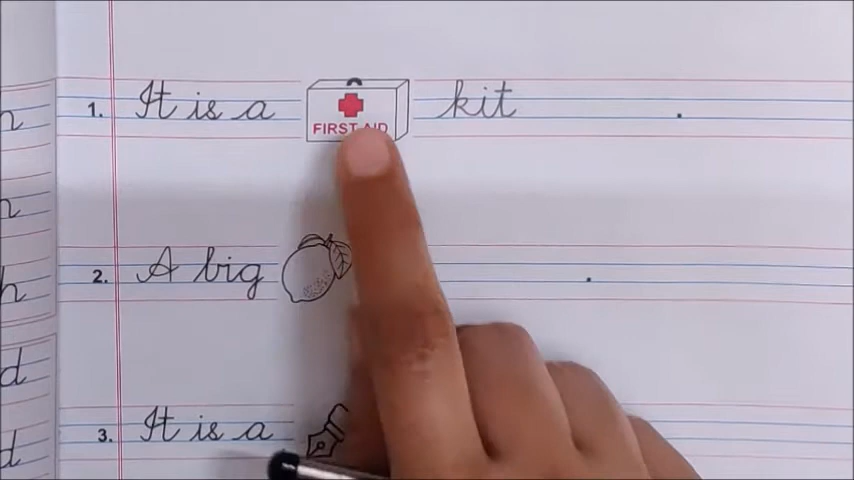 n
1. It is a FIRST AID kit .
n
h
2. A big .
d
3. It is a
d